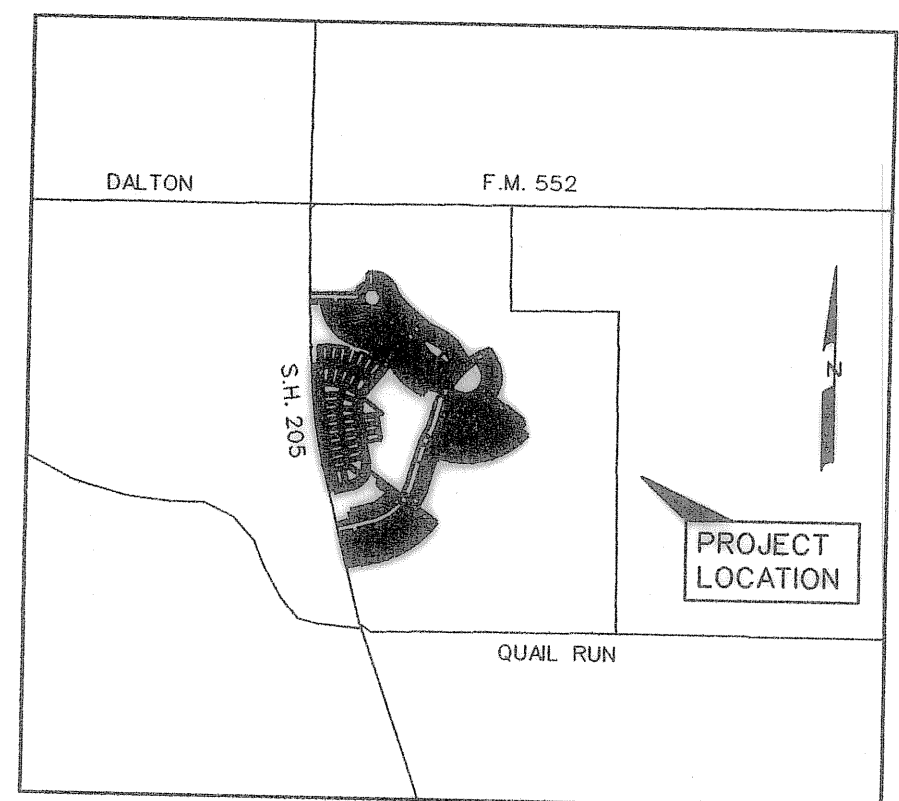 DALTON
F.M. 552
S.H. 205
N
PROJECT
LOCATION
QUAIL RUN